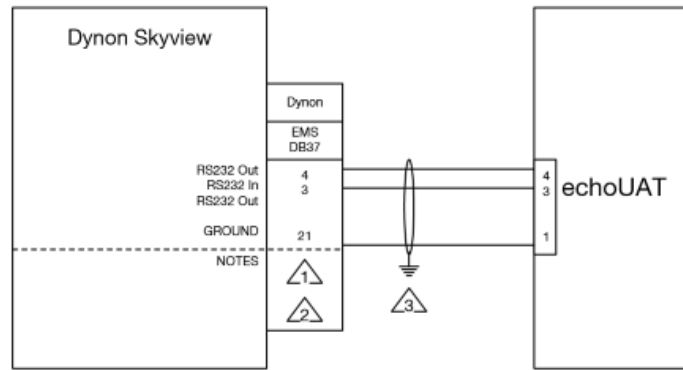 Dynon Skyview
Dynon
EMS
DB37
RS232 Out 4 4
RS232 In 3 3
RS232 Out
echoUAT
GROUND 21 1
NOTES 1
2
3